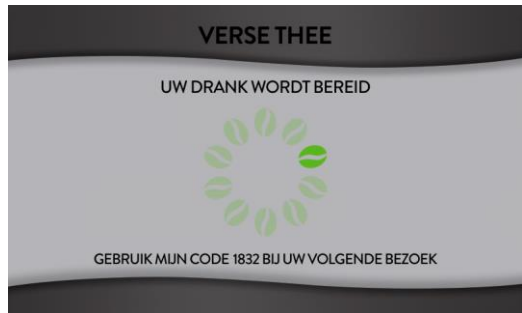 VERSE THEE
UW DRANK WORDT BEREID
GEBRUIK MIJN CODE 1832 BIJ UW VOLGENDE BEZOEK